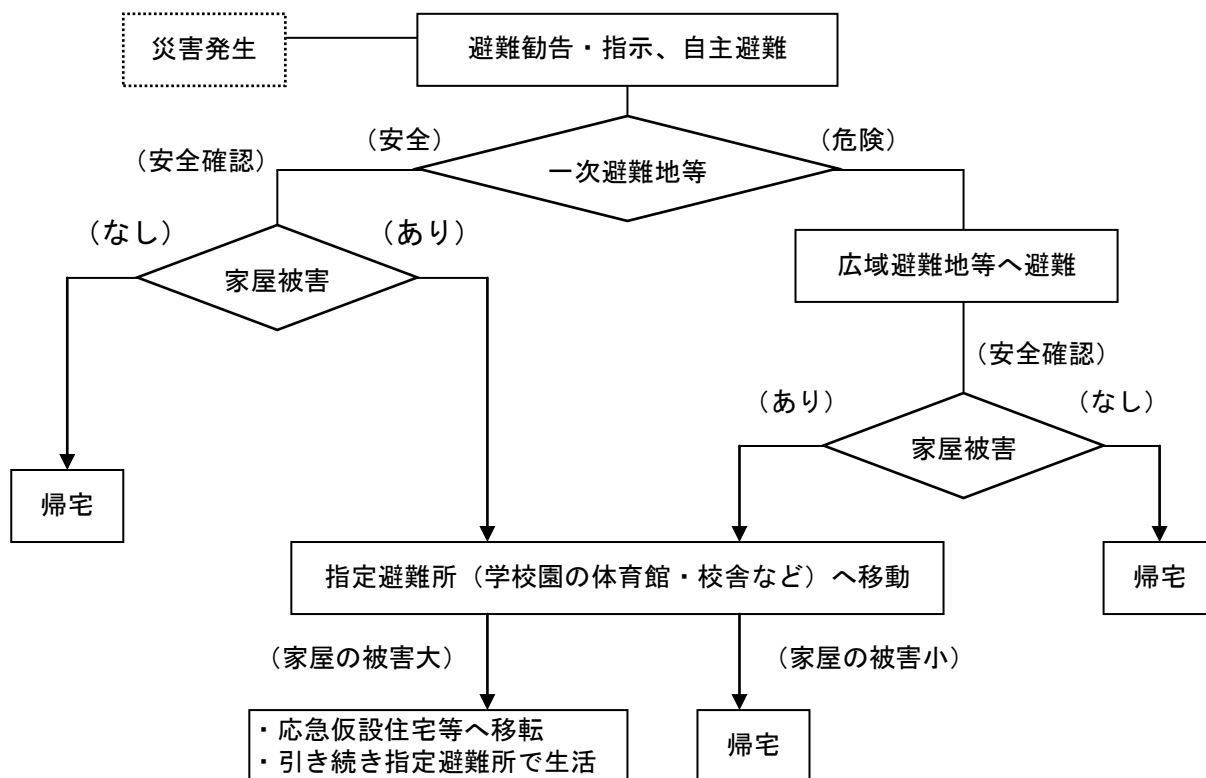 災害発生
避難勧告・指示、自主避難
(安全)
(危険)
(安全確認)
一次避難地等
(なし)
(あり)
家屋被害
広域避難地等へ避難
(安全確認)
(あり)
(なし)
家屋被害
帰宅
指定避難所（学校園の体育館・校舎など）へ移動
帰宅
(家屋の被害大)
(家屋の被害小)
・応急仮設住宅等へ移転
・引き続き指定避難所で生活
帰宅